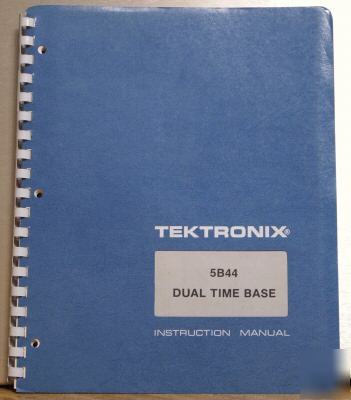 TEKTRONIX®
5B44
DUAL TIME BASE
INSTRUCTION MANUAL